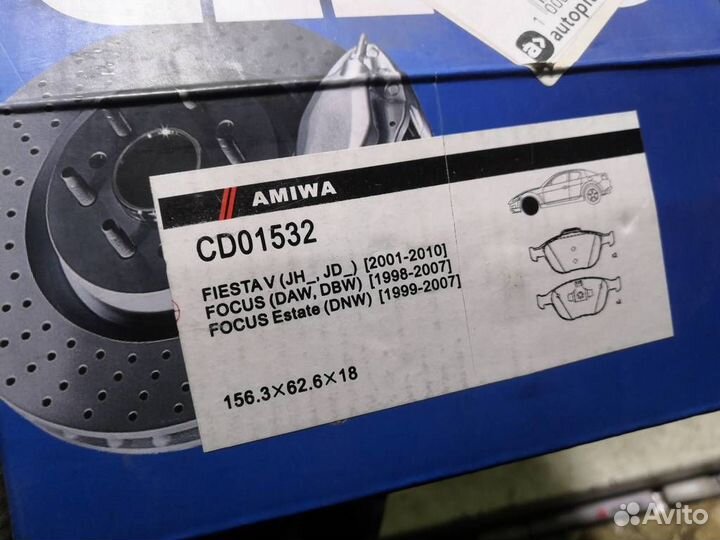 autopi
AMIWA
CD01532
FIESTA V (JH_, JD_) [2001-2010]
FOCUS (DAW, DBW) [1998-2007]
FOCUS Estate (DNW) [1999-2007]
156.3×62.6×18
Avito